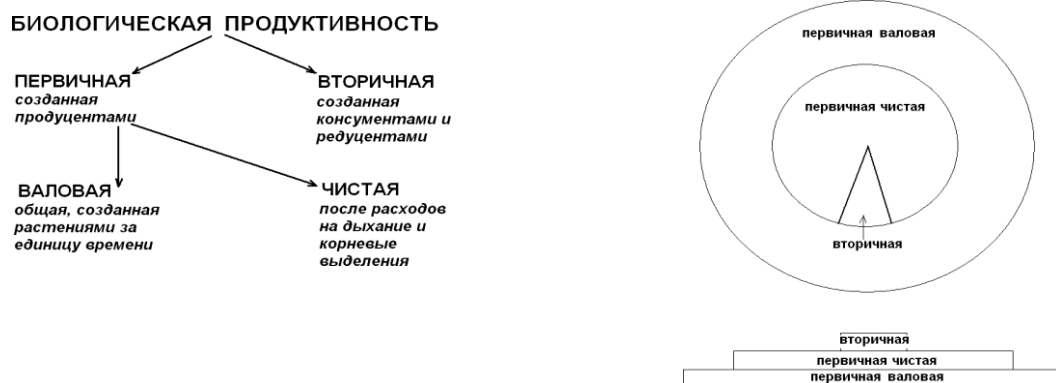 БИОЛОГИЧЕСКАЯ ПРОДУКТИВНОСТЬ
ПЕРВИЧНАЯ
созданная
продуцентами
ВТОРИЧНАЯ
созданная
консументами и
редуцентами
ВАЛОВАЯ
общая, созданная
растениями за
единицу времени
ЧИСТАЯ
после расходов
на дыхание и
корневые
выделения
первичная валовая
первичная чистая
вторичная
вторичная
первичная чистая
первичная валовая